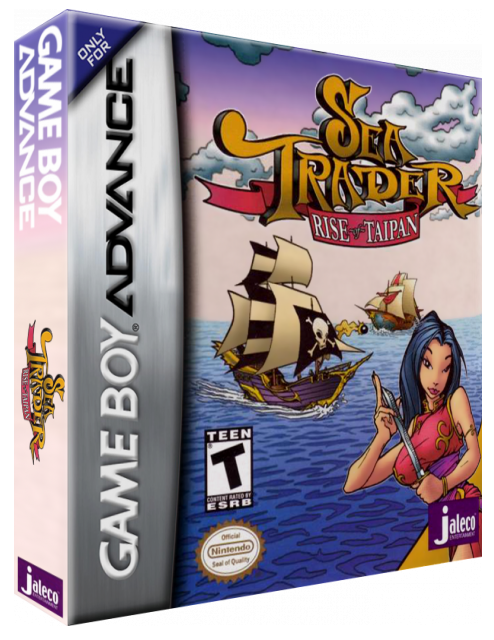 GAME BOY
ADVANCE
SEA
TRADER
RISE of TAIPAN
jaleco
ONLY
FOR
GAME BOY ADVANCE
SEA
TRADER
RISE of TAIPAN
TEEN
T
CONTENT RATED BY
ESRB
Official
Nintendo
Seal of Quality
jaleco
ENTERTAINMENT